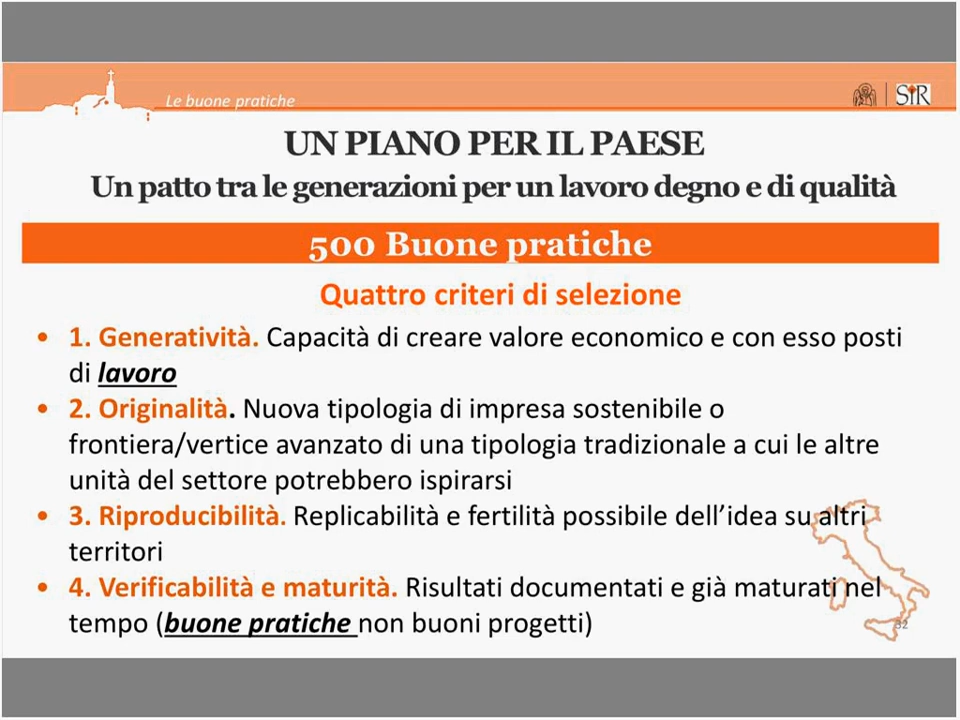 Le buone pratiche
SIR
UN PIANO PER IL PAESE
Un patto tra le generazioni per un lavoro degno e di qualità
500 Buone pratiche
Quattro criteri di selezione
• 1. Generatività. Capacità di creare valore economico e con esso posti
di lavoro
• 2. Originalità. Nuova tipologia di impresa sostenibile o
frontiera/vertice avanzato di una tipologia tradizionale a cui le altre
unità del settore potrebbero ispirarsi
• 3. Riproducibilità. Replicabilità e fertilità possibile dell’idea su altri
territori
• 4. Verificabilità e maturità. Risultati documentati e già maturati nel
tempo (buone pratiche non buoni progetti)
32